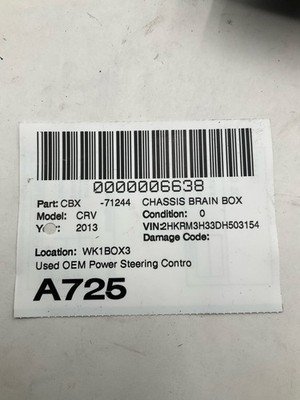 0000006638
Part: CBX -71244 CHASSIS BRAIN BOX
Model: CRV Condition: 0
2013 VIN:2HKRM3H33DH503154
Damage Code:
Location: WK1BOX3
Used OEM Power Steering Contro
A725